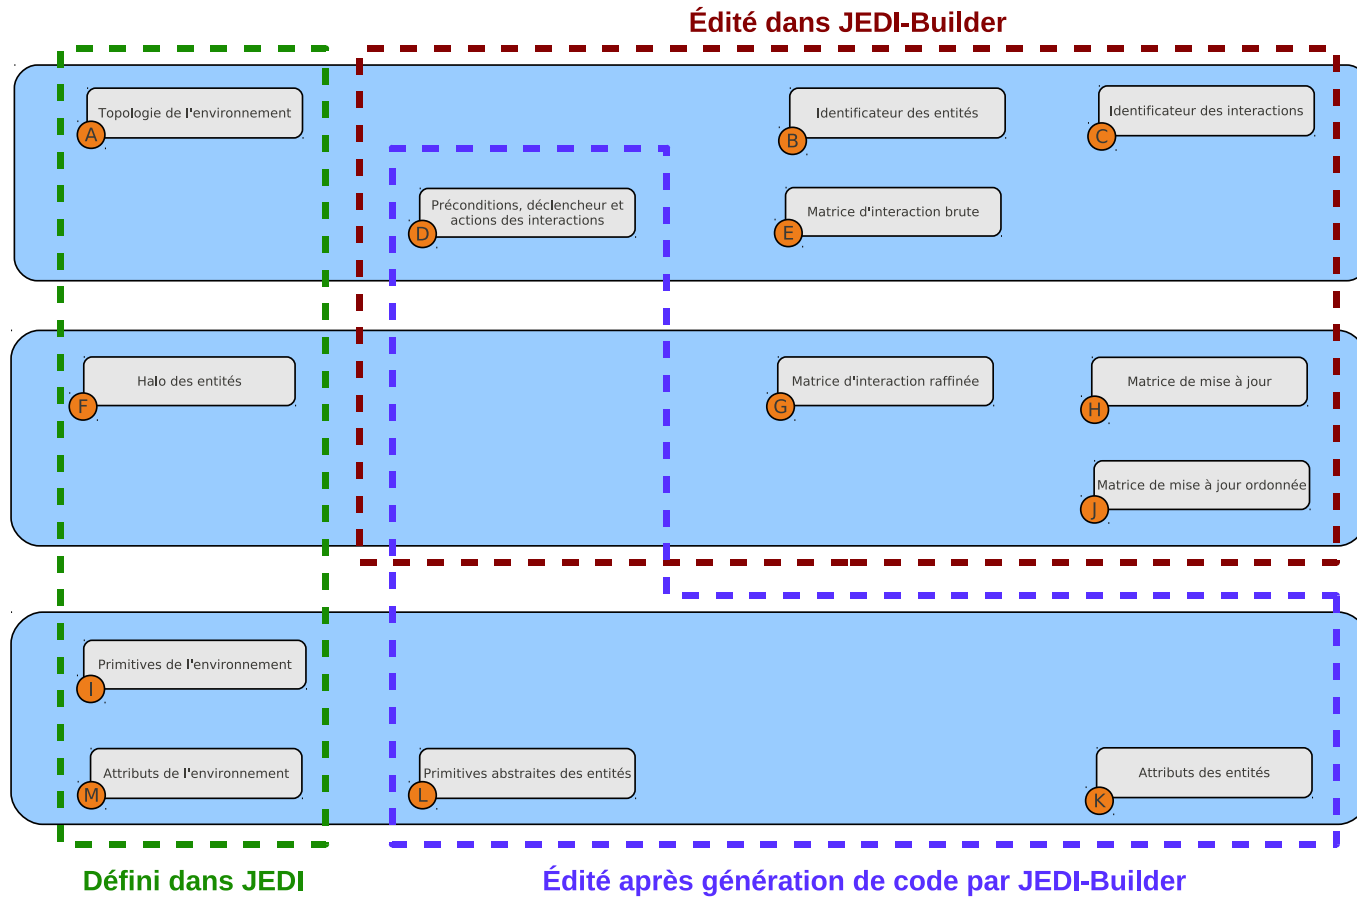 Édité dans JEDI-Builder
Topologie de l'environnement
A
Identificateur des entités
B
Identificateur des interactions
C
Préconditions, déclencheur et
actions des interactions
D
Matrice d'interaction brute
E
Halo des entités
F
Matrice d'interaction raffinée
G
Matrice de mise à jour
H
Matrice de mise à jour ordonnée
J
Primitives de l'environnement
I
Attributs de l'environnement
M
Primitives abstraites des entités
L
Attributs des entités
K
Défini dans JEDI
Édité après génération de code par JEDI-Builder